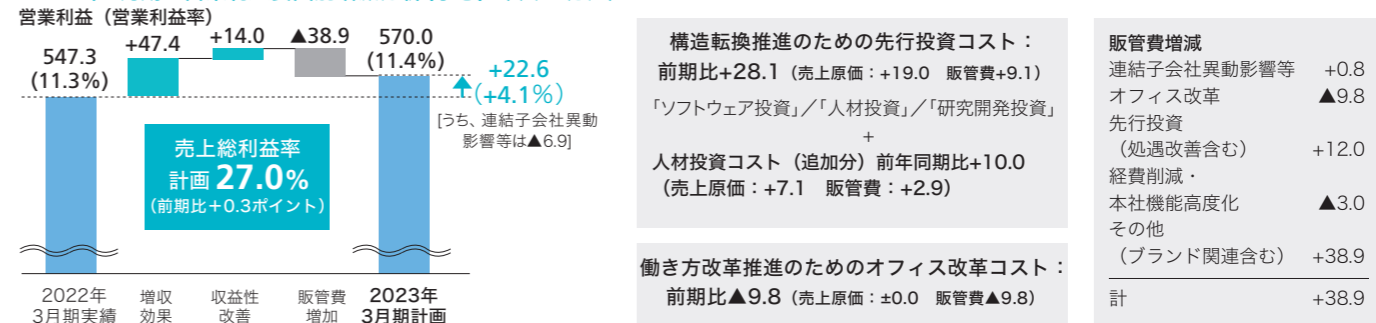 営業利益（営業利益率）
547.3
(11.3%)
+47.4
+14.0
▲38.9
570.0
(11.4%)
+22.6
(+4.1%)
[うち、連結子会社異動
影響等は▲6.9]
売上総利益率
計画 27.0%
（前期比＋0.3ポイント）
2022年
3月期実績
増収
効果
収益性
改善
販管費
増加
2023年
3月期計画
構造転換推進のための先行投資コスト：
前期比+28.1（売上原価：+19.0　販管費+9.1）
「ソフトウェア投資」／「人材投資」／「研究開発投資」
+
人材投資コスト（追加分）前年同期比+10.0
（売上原価：+7.1　販管費：+2.9）
働き方改革推進のためのオフィス改革コスト：
前期比▲9.8（売上原価：±0.0　販管費▲9.8）
販管費増減
連結子会社異動影響等　+0.8
オフィス改革　▲9.8
先行投資
（処遇改善含む）　+12.0
経費削減・
本社機能高度化　▲3.0
その他
（ブランド関連含む）　+38.9
計　+38.9